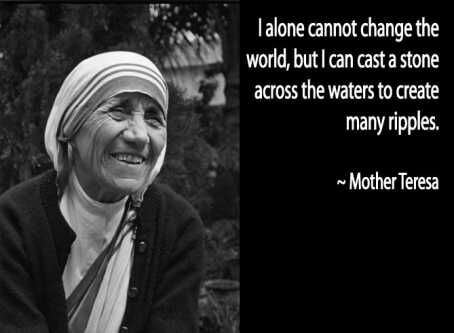 I alone cannot change the
world, but I can cast a stone
across the waters to create
many ripples.
~ Mother Teresa